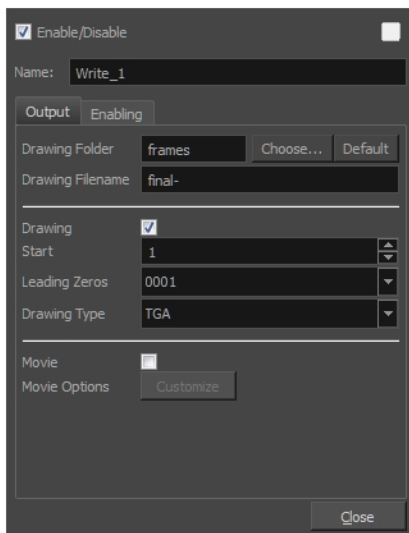 Enable/Disable
Name: Write_1
Output Enabling
Drawing Folder frames Choose... Default
Drawing Filename final-
Drawing
Start 1
Leading Zeros 0001
Drawing Type TGA
Movie
Movie Options Customize
Close